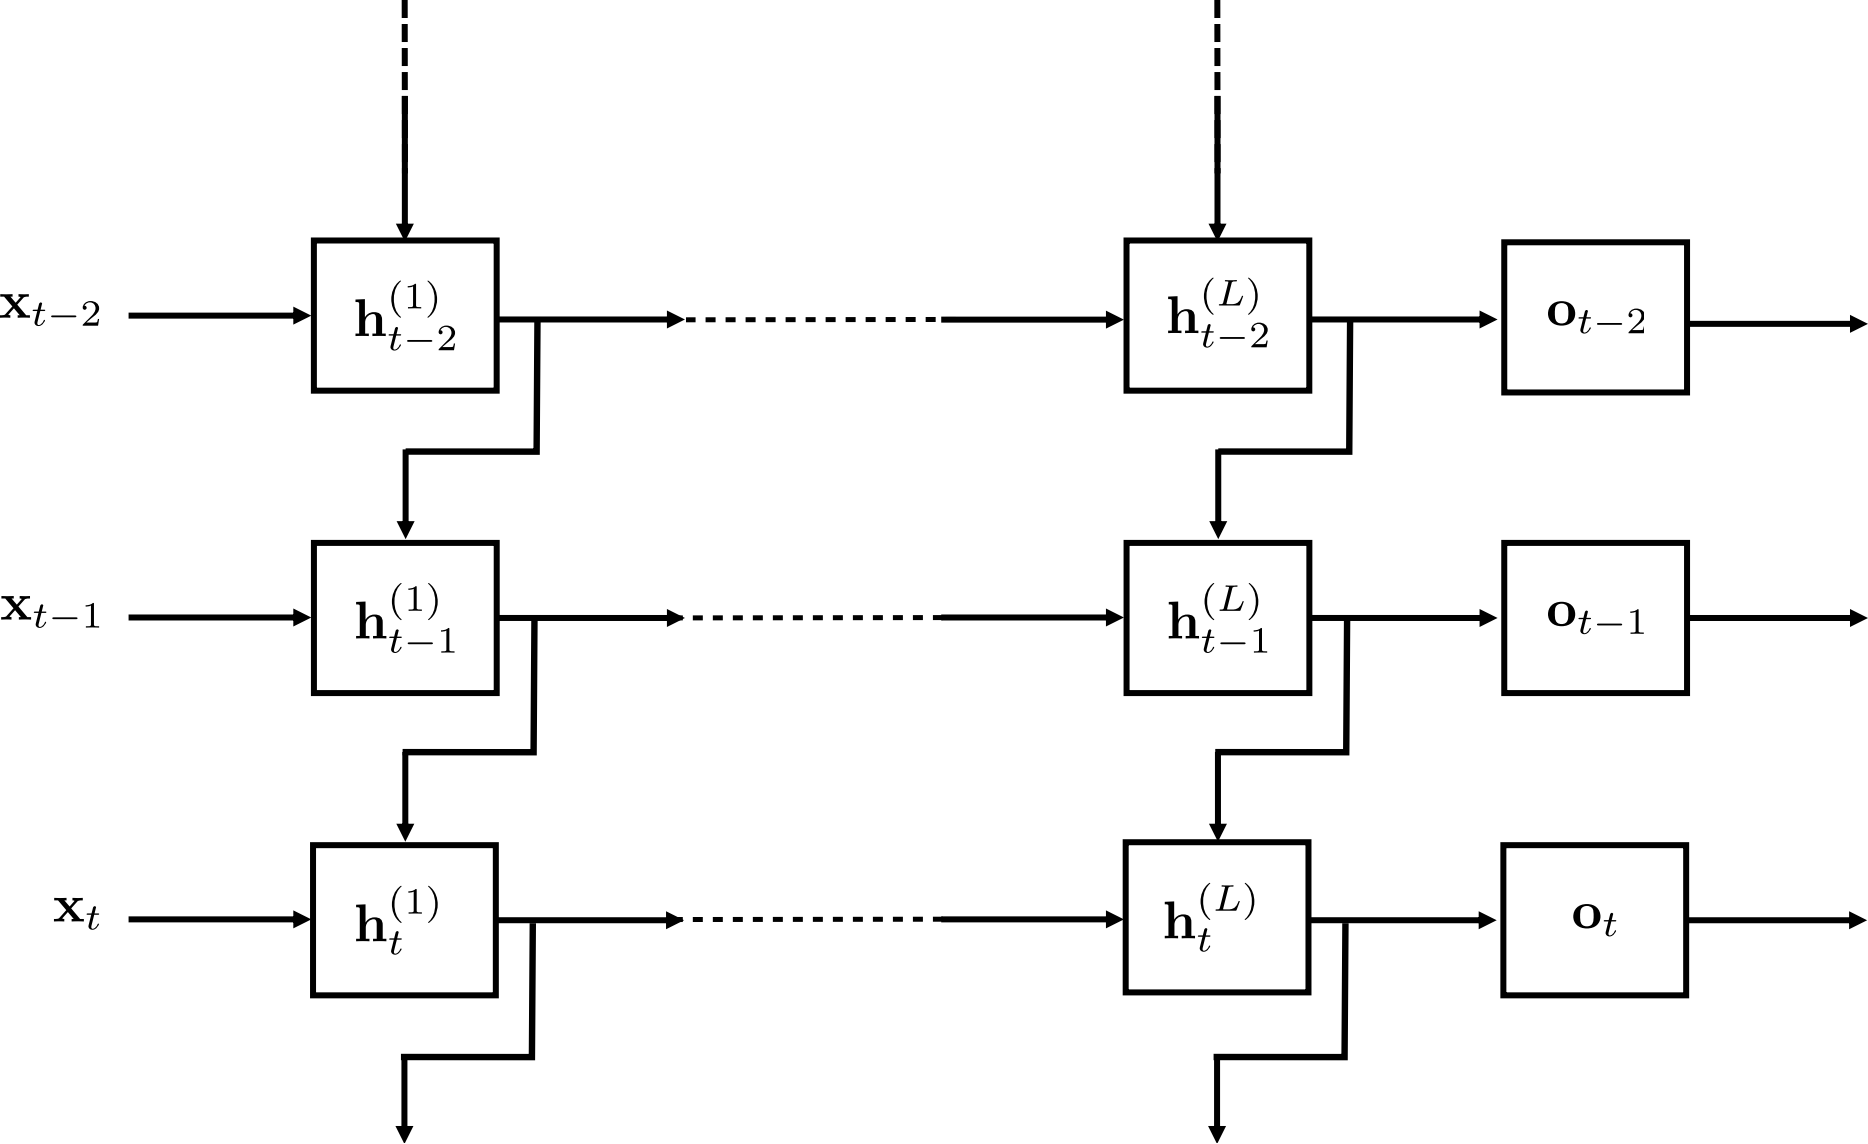 x_{t-2} h_{t-2}^{(1)} h_{t-2}^{(L)} o_{t-2}
x_{t-1} h_{t-1}^{(1)} h_{t-1}^{(L)} o_{t-1}
x_t h_t^{(1)} h_t^{(L)} o_t